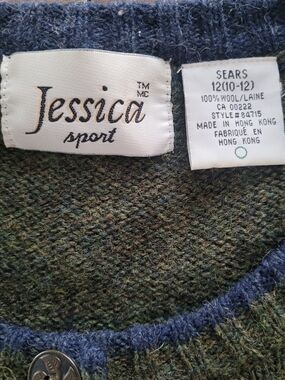 Jessica
TM
MC
sport
SEARS
12(10-12)
100% WOOL/LAINE
CA 00222
STYLE#84715
MADE IN HONG KONG
FABRIQUÉ EN
HONG KONG